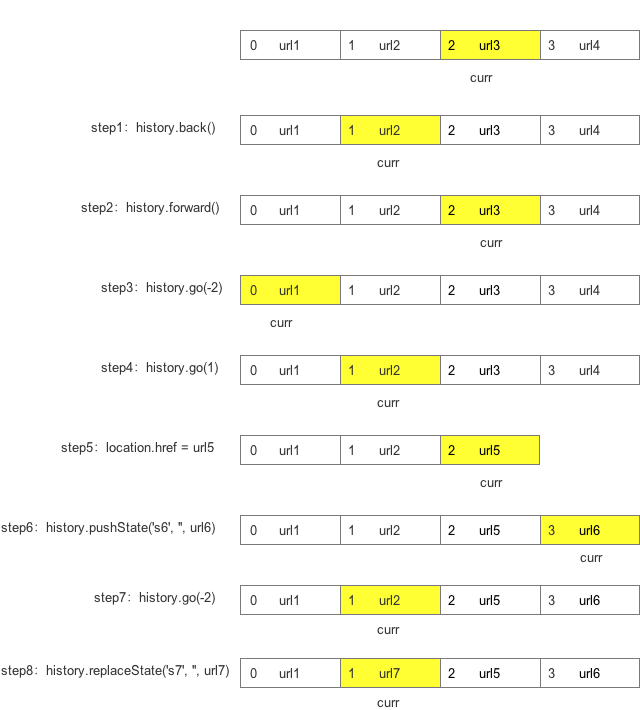 0 url1 1 url2 2 url3 3 url4
curr
step1: history.back() 0 url1 1 url2 2 url3 3 url4
curr
step2: history.forward() 0 url1 1 url2 2 url3 3 url4
curr
step3: history.go(-2) 0 url1 1 url2 2 url3 3 url4
curr
step4: history.go(1) 0 url1 1 url2 2 url3 3 url4
curr
step5: location.href = url5 0 url1 1 url2 2 url5
curr
step6: history.pushState('s6', '', url6) 0 url1 1 url2 2 url5 3 url6
curr
step7: history.go(-2) 0 url1 1 url2 2 url5 3 url6
curr
step8: history.replaceState('s7', '', url7) 0 url1 1 url7 2 url5 3 url6
curr